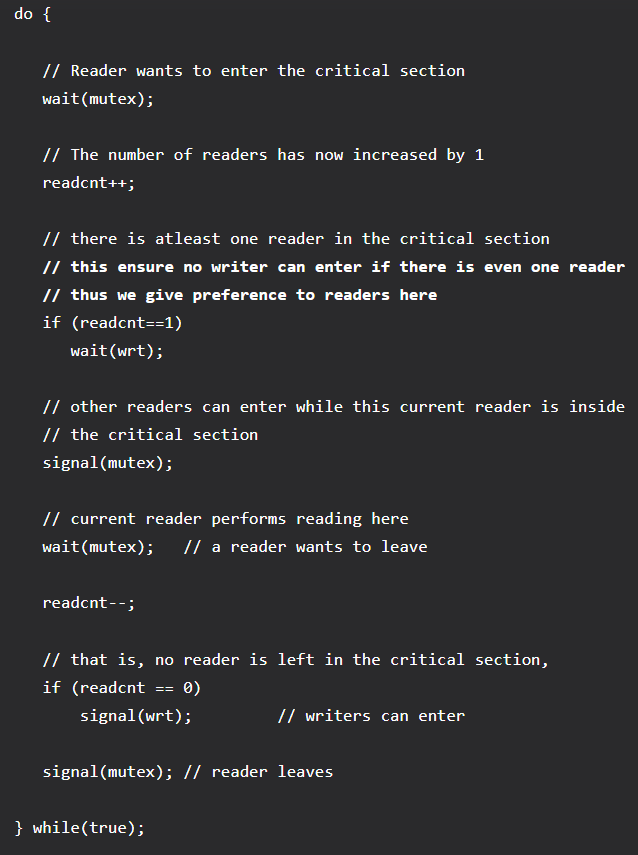 do {
// Reader wants to enter the critical section
wait(mutex);
// The number of readers has now increased by 1
readcnt++;
// there is atleast one reader in the critical section
// this ensure no writer can enter if there is even one reader
// thus we give preference to readers here
if (readcnt==1)
wait(wrt);
// other readers can enter while this current reader is inside
// the critical section
signal(mutex);
// current reader performs reading here
wait(mutex);   // a reader wants to leave
readcnt--;
// that is, no reader is left in the critical section,
if (readcnt == 0)
signal(wrt);         // writers can enter
signal(mutex); // reader leaves
} while(true);